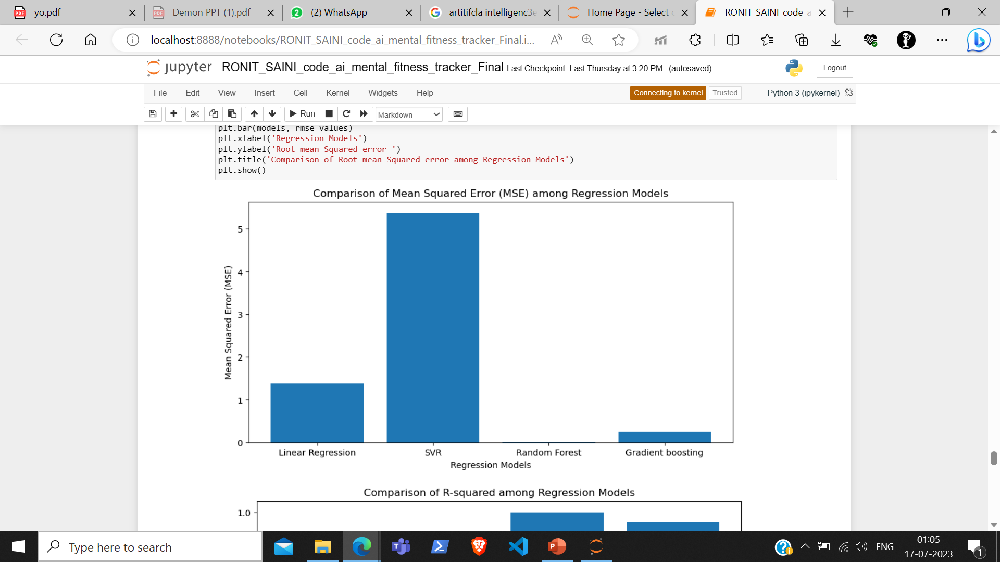 yo.pdf
Demon PPT (1).pdf
(2) WhatsApp
artitifcla intelligenc3e
Home Page - Select
RONIT_SAINI_code_a
localhost:8888/notebooks/RONIT_SAINI_code_ai_mental_fitness_tracker_Final.i...
jupyter RONIT_SAINI_code_ai_mental_fitness_tracker_Final Last Checkpoint: Last Thursday at 3:20 PM (autosaved)
Logout
File Edit View Insert Cell Kernel Widgets Help
Connecting to kernel Trusted Python 3 (ipykernel)
Run Markdown
plt.bar(models, rmse_values)
plt.xlabel('Regression Models')
plt.ylabel('Root mean Squared error ')
plt.title('Comparison of Root mean Squared error among Regression Models')
plt.show()
Comparison of Mean Squared Error (MSE) among Regression Models
Mean Squared Error (MSE)
5
4
3
2
1
0
Linear Regression SVR Random Forest Gradient boosting
Regression Models
Comparison of R-squared among Regression Models
1.0
Type here to search
ENG
01:05
17-07-2023
1